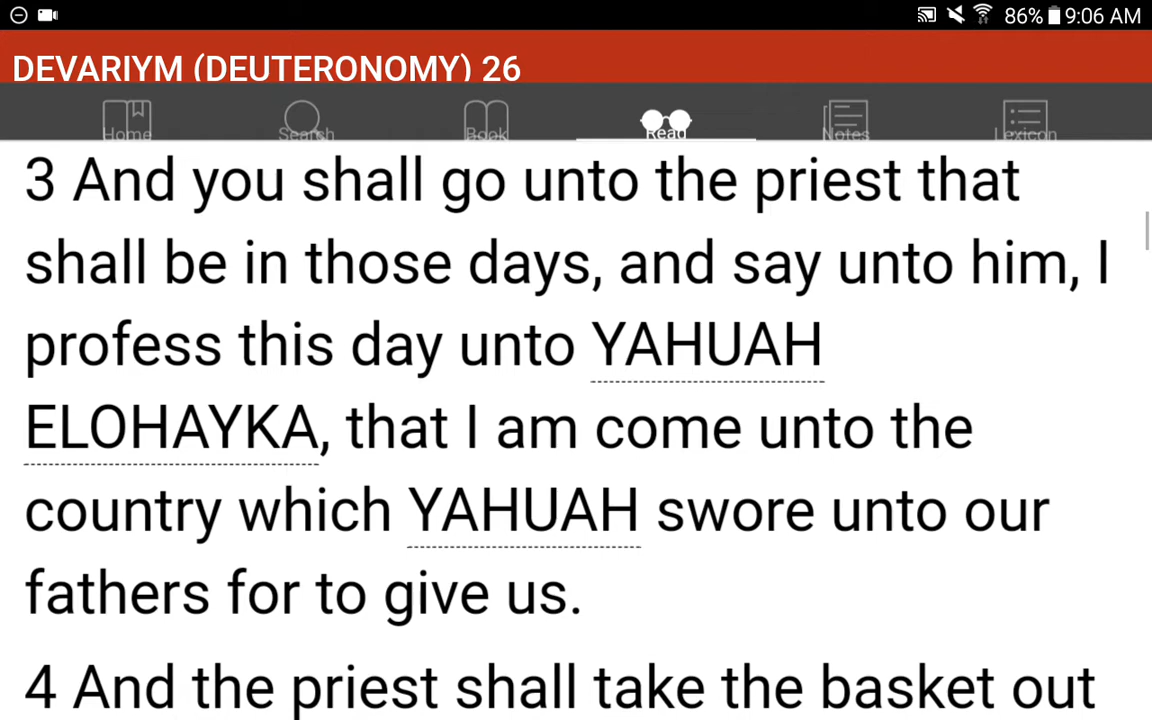 86% 9:06 AM
DEVARIYM (DEUTERONOMY) 26
Home Search Book Read Notes Lexicon
3 And you shall go unto the priest that
shall be in those days, and say unto him, I
profess this day unto YAHUAH
ELOHAYKA, that I am come unto the
country which YAHUAH swore unto our
fathers for to give us.
4 And the priest shall take the basket out